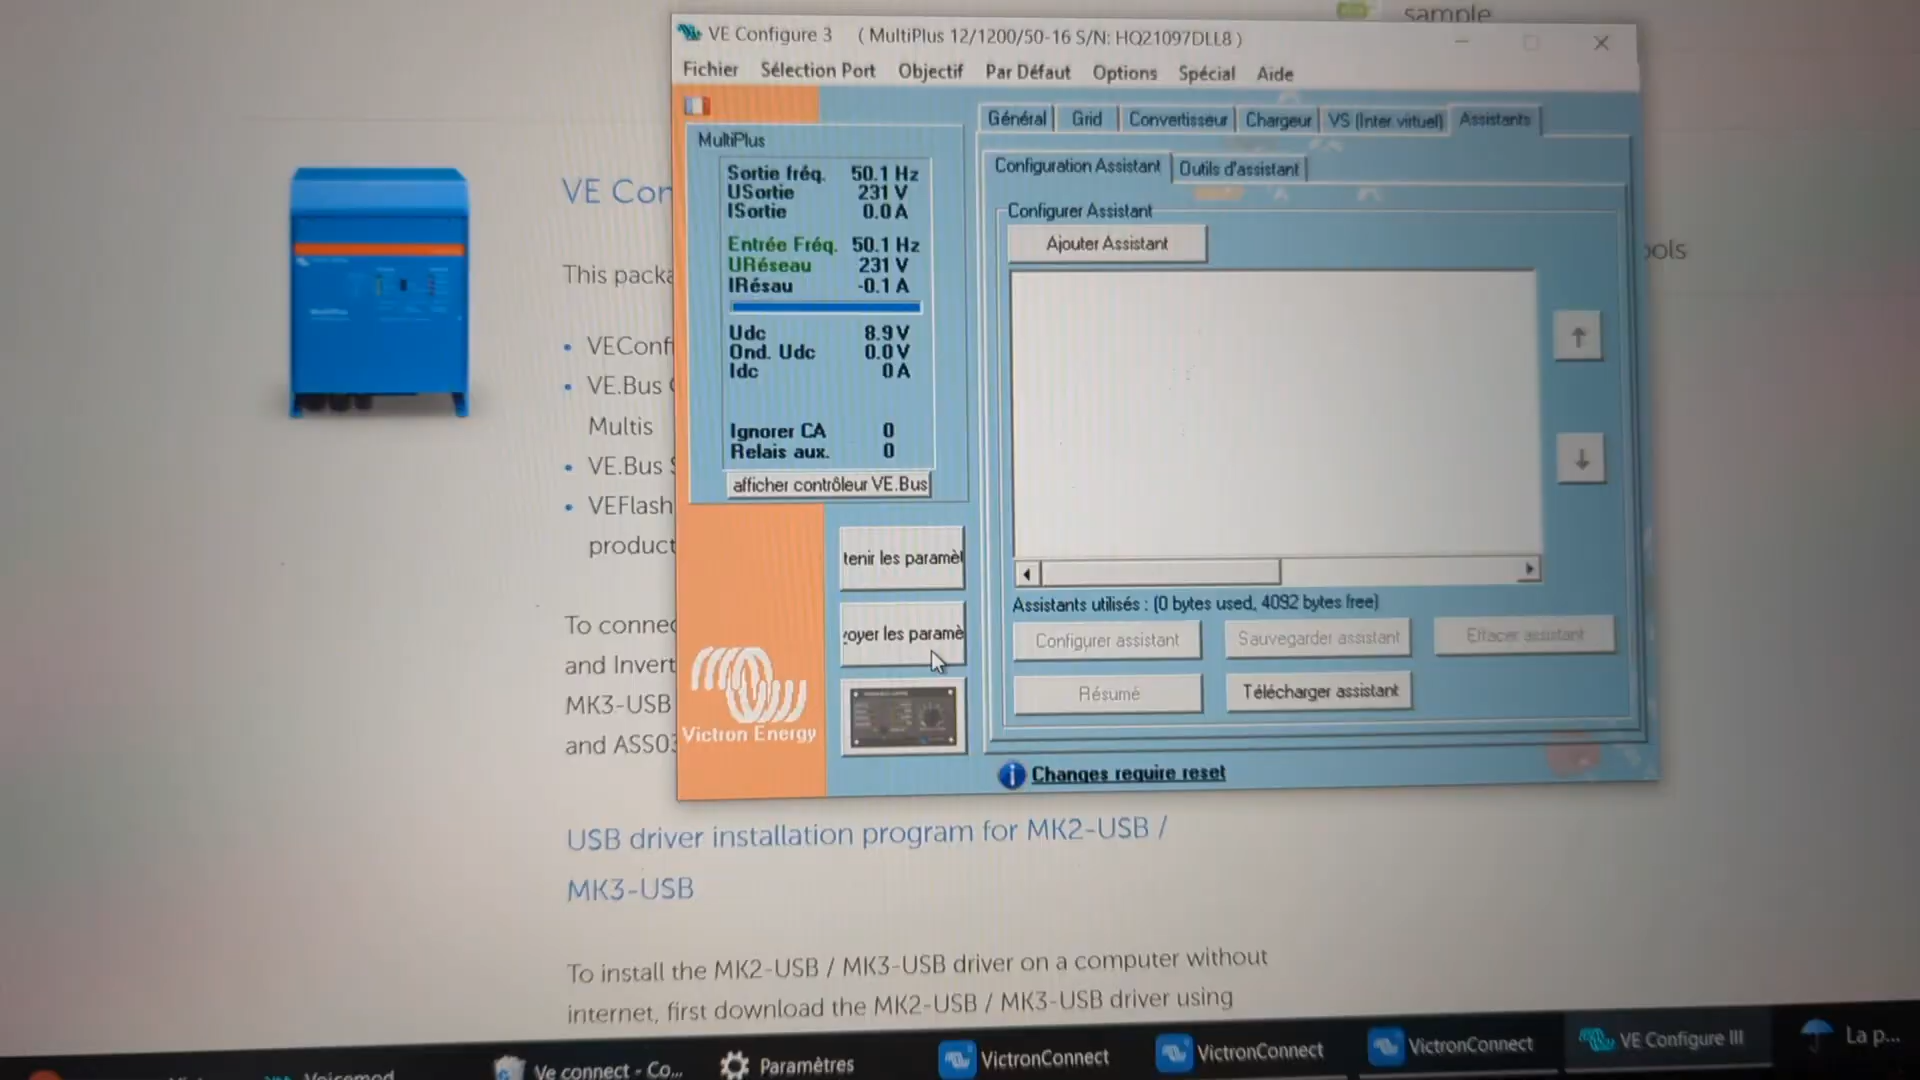 sample
VE Configure 3 ( MultiPlus 12/1200/50-16 S/N: HQ21097DLL8 )
Fichier Sélection Port Objectif Par Défaut Options Spécial Aide
Général Grid Convertisseur Chargeur VS (Inter. virtuel) Assistants
MultiPlus
Configuration Assistant Outils d'assistant
Sortie fréq. 50.1 Hz
USortie 231 V
ISortie 0.0 A
Configurer Assistant
Ajouter Assistant
Entrée Fréq. 50.1 Hz
URéseau 231 V
IRésau -0.1 A
Udc 8.9 V
Ond. Udc 0.0 V
Idc 0 A
Ignorer CA 0
Relais aux. 0
afficher contrôleur VE.Bus
tenir les paramèt
voyer les paramè
Victron Energy
Assistants utilisés : (0 bytes used, 4092 bytes free)
Configurer assistant Sauvegarder assistant Effacer assistant
Résumé Télécharger assistant
Changes require reset
VE Con
This packa
ools
VEConf
VE.Bus
Multis
VE.Bus S
VEFlash
product
To connec
and Invert
MK3-USB
and ASS03
USB driver installation program for MK2-USB /
MK3-USB
To install the MK2-USB / MK3-USB driver on a computer without
internet, first download the MK2-USB / MK3-USB driver using
Voicemod
Ve connect - Co...
Paramètres
VictronConnect
VictronConnect
VictronConnect
VE Configure III
La p...